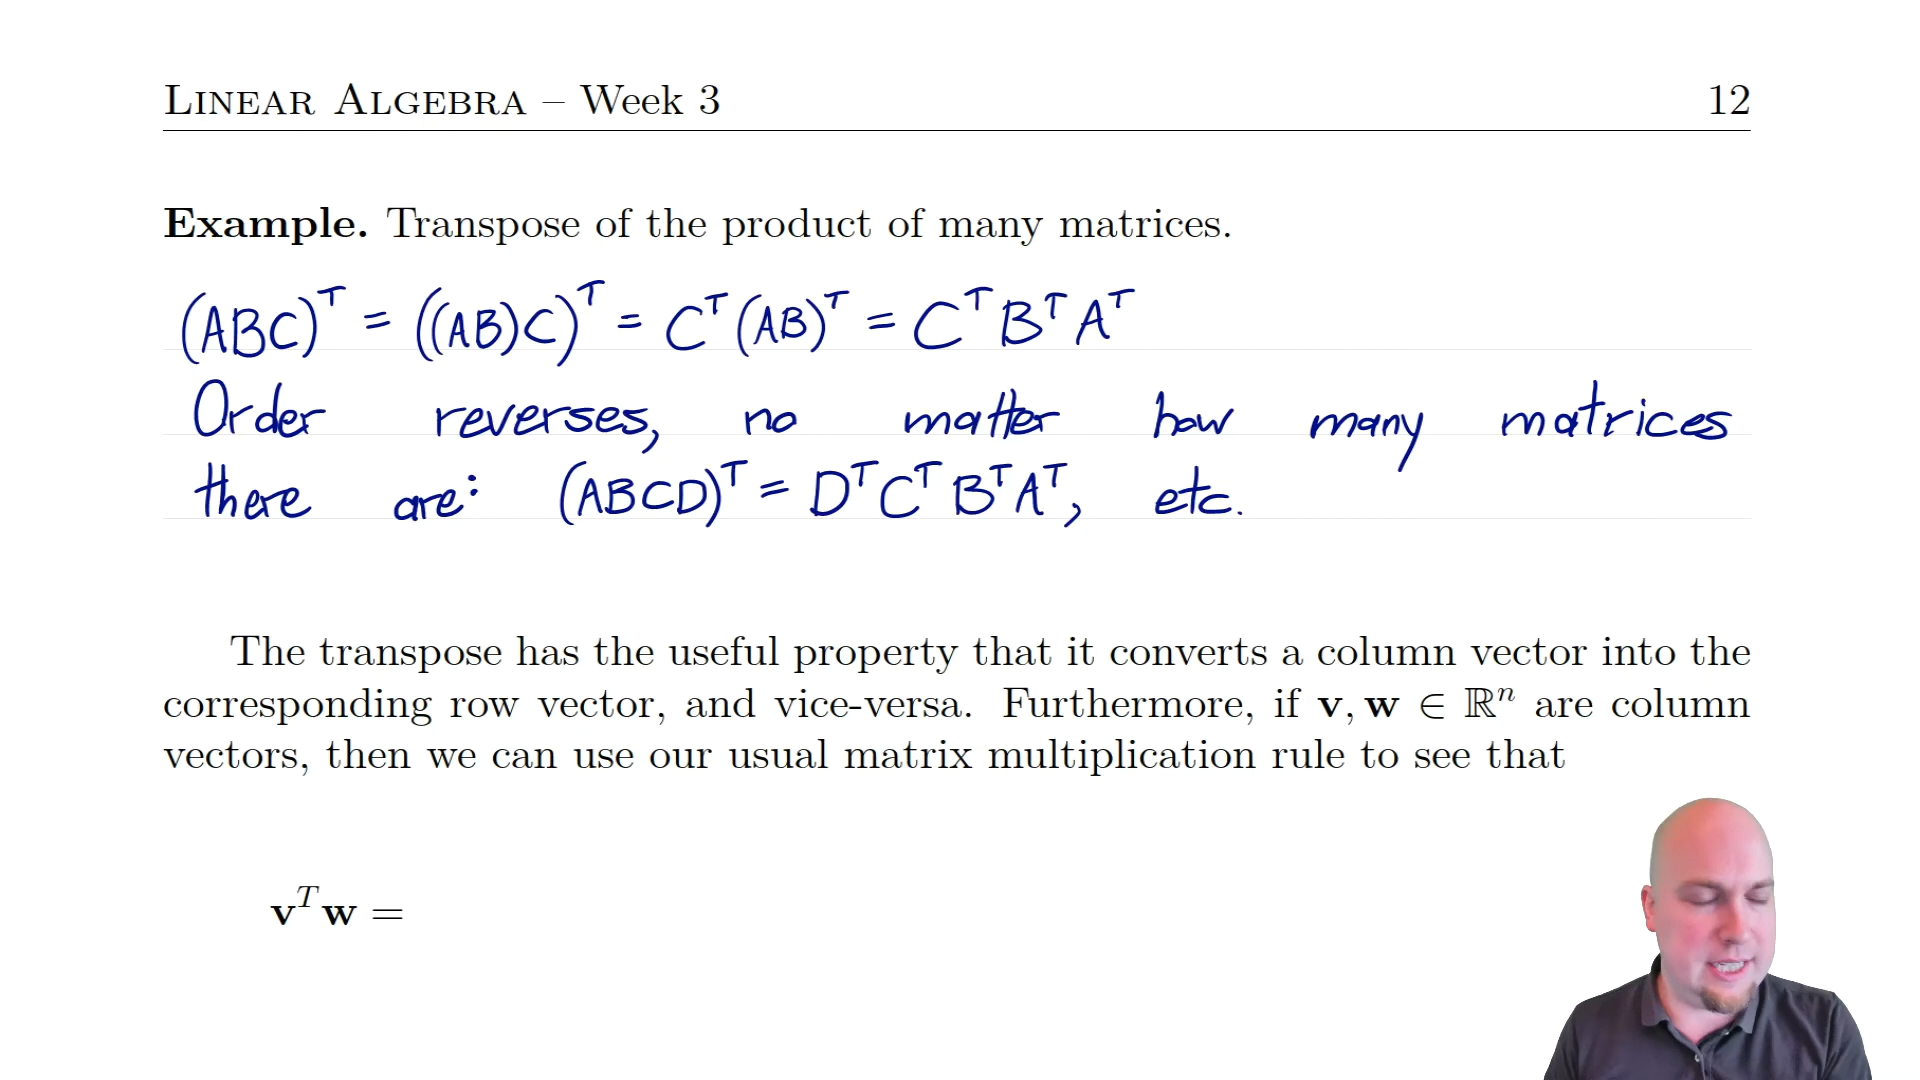 LINEAR ALGEBRA – Week 3 12
Example. Transpose of the product of many matrices.
(ABC)ᵀ = ((AB)C)ᵀ = Cᵀ(AB)ᵀ = CᵀBᵀAᵀ
Order reverses, no matter how many matrices
there are: (ABCD)ᵀ = DᵀCᵀBᵀAᵀ, etc.
The transpose has the useful property that it converts a column vector into the
corresponding row vector, and vice-versa. Furthermore, if v, w ∈ ℝⁿ are column
vectors, then we can use our usual matrix multiplication rule to see that
vᵀw =